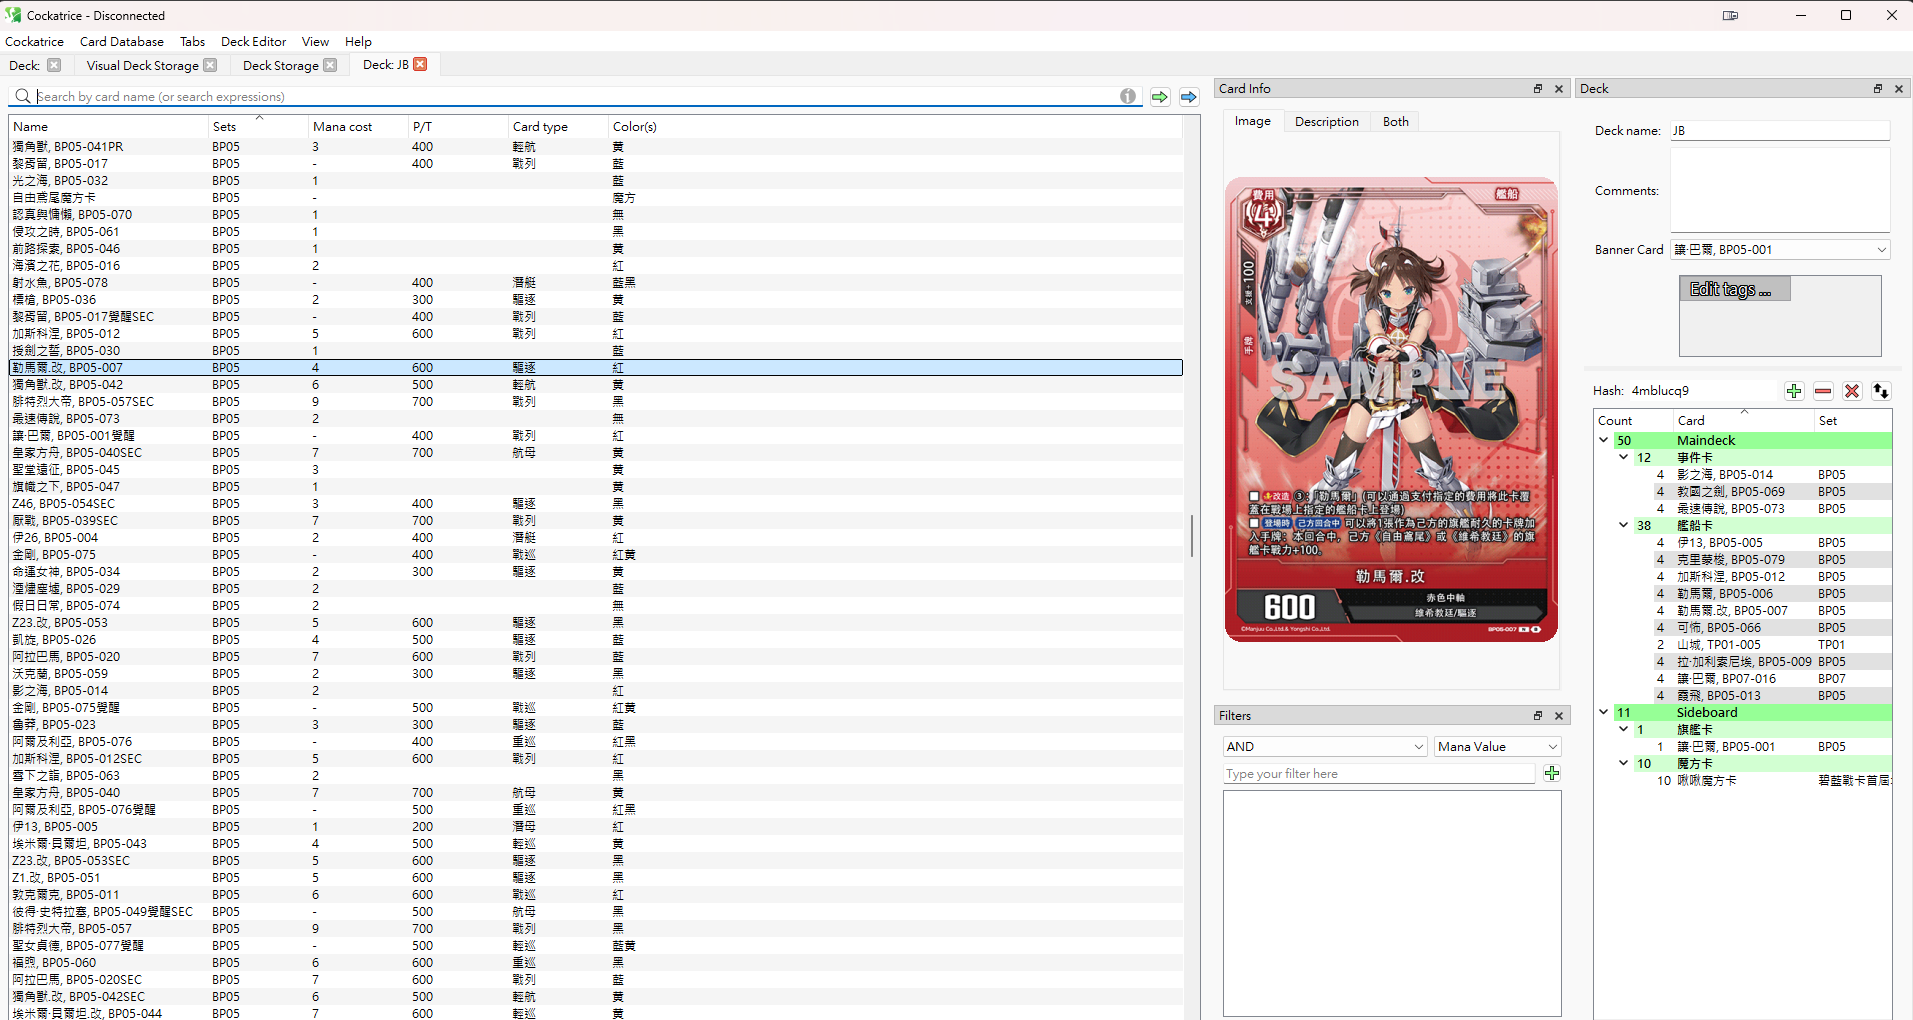 Cockatrice - Disconnected
Cockatrice Card Database Tabs Deck Editor View Help
Deck: Visual Deck Storage Deck Storage Deck: JB
Search by card name (or search expressions)
Name Sets Mana cost P/T Card type Color(s)
獨角獸, BP05-041PR BP05 3 400 輕航 黃
黎胥留, BP05-017 BP05 - 400 戰列 藍
光之海, BP05-032 BP05 1 藍
自由鳶尾魔方卡 BP05 - 魔方
認真與慵懶, BP05-070 BP05 1 無
侵攻之時, BP05-061 BP05 1 黑
前路探索, BP05-046 BP05 1 黃
海濱之花, BP05-016 BP05 2 紅
射水魚, BP05-078 BP05 - 400 潛艇 藍黑
標槍, BP05-036 BP05 2 300 驅逐 黃
黎胥留, BP05-017覺醒SEC BP05 - 400 戰列 藍
加斯科涅, BP05-012 BP05 5 600 戰列 紅
授劍之誓, BP05-030 BP05 1 藍
勒馬爾.改, BP05-007 BP05 4 600 驅逐 紅
獨角獸.改, BP05-042 BP05 6 500 輕航 黃
腓特烈大帝, BP05-057SEC BP05 9 700 戰列 黑
最速傳說, BP05-073 BP05 2 無
讓·巴爾, BP05-001覺醒 BP05 - 400 戰列 紅
皇家方舟, BP05-040SEC BP05 7 700 航母 黃
聖堂遠征, BP05-045 BP05 3 黃
旗幟之下, BP05-047 BP05 1 黃
Z46, BP05-054SEC BP05 3 400 驅逐 黑
厭戰, BP05-039SEC BP05 7 700 戰列 黃
伊26, BP05-004 BP05 2 400 潛艇 紅
金剛, BP05-075 BP05 - 400 戰巡 紅黃
命運女神, BP05-034 BP05 2 300 驅逐 黃
湮燼塵墟, BP05-029 BP05 2 藍
假日日常, BP05-074 BP05 2 無
Z23.改, BP05-053 BP05 5 600 驅逐 黑
凱旋, BP05-026 BP05 4 500 驅逐 藍
阿拉巴馬, BP05-020 BP05 7 600 戰列 藍
沃克蘭, BP05-059 BP05 2 300 驅逐 黑
影之海, BP05-014 BP05 2 紅
金剛, BP05-075覺醒 BP05 - 500 戰巡 紅黃
魯莽, BP05-023 BP05 3 300 驅逐 藍
阿爾及利亞, BP05-076 BP05 - 400 重巡 紅黑
加斯科涅, BP05-012SEC BP05 5 600 戰列 紅
雪下之詣, BP05-063 BP05 2 黑
皇家方舟, BP05-040 BP05 7 700 航母 黃
阿爾及利亞, BP05-076覺醒 BP05 - 500 重巡 紅黑
伊13, BP05-005 BP05 1 200 潛母 紅
埃米爾·貝爾坦, BP05-043 BP05 4 500 輕巡 黃
Z23.改, BP05-053SEC BP05 5 600 驅逐 黑
Z1.改, BP05-051 BP05 5 600 驅逐 黑
敦克爾克, BP05-011 BP05 6 600 戰巡 紅
彼得·史特拉塞, BP05-049覺醒SEC BP05 - 500 航母 黑
腓特烈大帝, BP05-057 BP05 9 700 戰列 黑
聖女貞德, BP05-077覺醒 BP05 - 500 輕巡 藍黃
福煦, BP05-060 BP05 6 600 重巡 黑
阿拉巴馬, BP05-020SEC BP05 7 600 戰列 藍
獨角獸.改, BP05-042SEC BP05 6 500 輕航 黃
埃米爾·貝爾坦.改, BP05-044 BP05 7 600 輕巡 黃
Card Info
Image Description Both
費用
4
艦船
支援+100
手牌
SAMPLE
改造 ③:「勒馬爾」(可以通過支付指定的費用將此卡覆
蓋在戰場上指定的艦船卡上登場)
登場時 己方回合中 可以將1張作為己方的旗艦耐久的卡牌加
入手牌:本回合中,己方《自由鳶尾》或《維希教廷》的旗
艦卡戰力+100。
勒馬爾.改
600
赤色中軸
維希教廷/驅逐
©Manjuu Co.,Ltd.& Yongshi Co.,Ltd.
BP05-007 N
Filters
AND Mana Value
Type your filter here
Deck
Deck name: JB
Comments:
Banner Card 讓·巴爾, BP05-001
Edit tags ...
Hash: 4mblucq9
Count Card Set
50 Maindeck
12 事件卡
4 影之海, BP05-014 BP05
4 教國之劍, BP05-069 BP05
4 最速傳說, BP05-073 BP05
38 艦船卡
4 伊13, BP05-005 BP05
4 克里蒙梭, BP05-079 BP05
4 加斯科涅, BP05-012 BP05
4 勒馬爾, BP05-006 BP05
4 勒馬爾.改, BP05-007 BP05
4 可怖, BP05-066 BP05
2 山城, TP01-005 TP01
4 拉·加利索尼埃, BP05-009 BP05
4 讓·巴爾, BP07-016 BP07
4 霞飛, BP05-013 BP05
11 Sideboard
1 旗艦卡
1 讓·巴爾, BP05-001 BP05
10 魔方卡
10 啾啾魔方卡 碧藍戰卡首屆